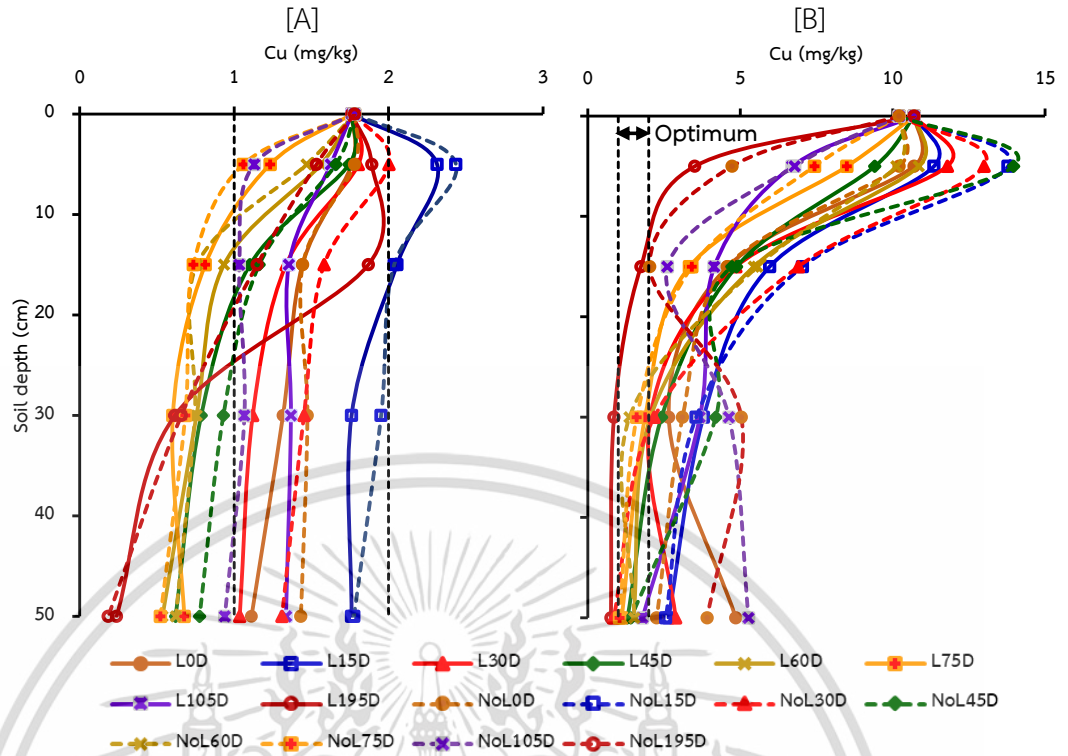 [A] [B]
Cu (mg/kg) Cu (mg/kg)
0 1 2 3 0 5 10 15
0
10
20
30
40
50
Soil depth (cm)
Optimum
L0D L15D L30D L45D L60D L75D
L105D L195D NoL0D NoL15D NoL30D NoL45D
NoL60D NoL75D NoL105D NoL195D